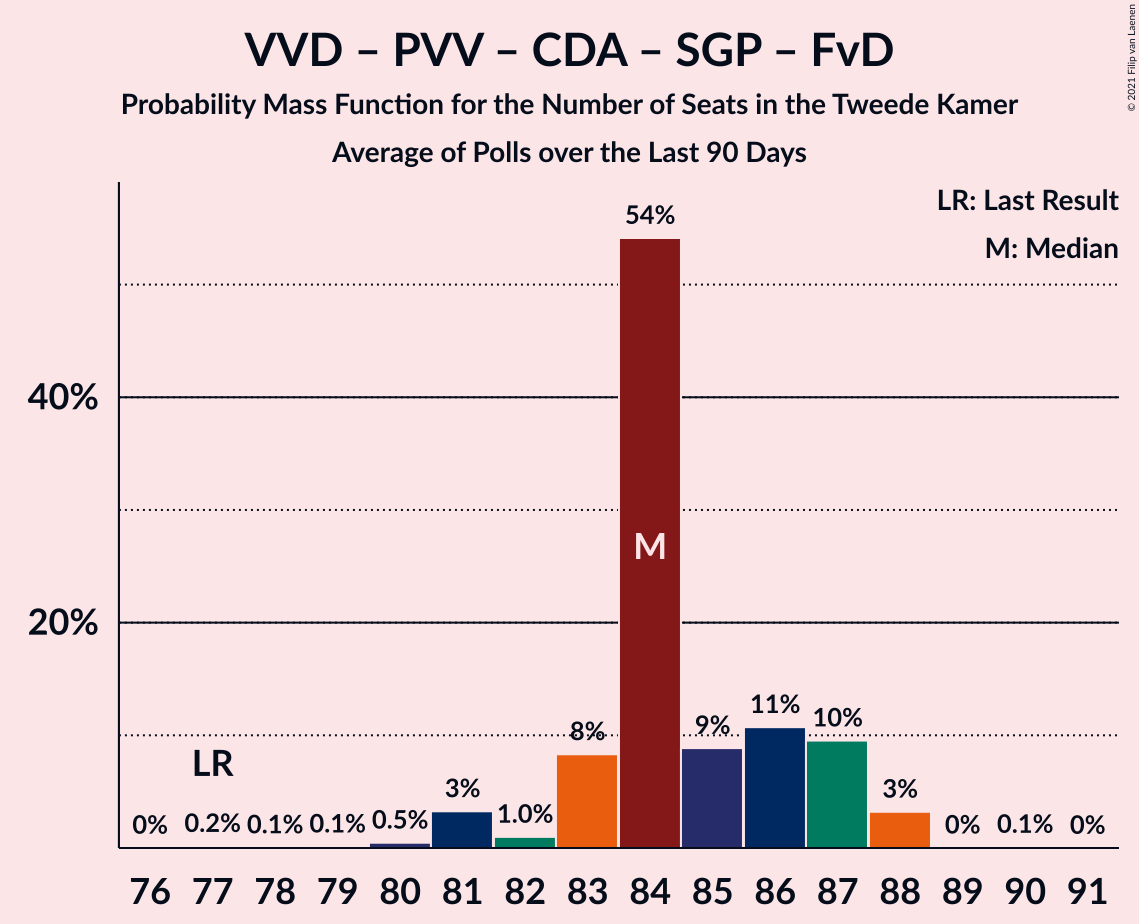 VVD – PVV – CDA – SGP – FvD
Probability Mass Function for the Number of Seats in the Tweede Kamer
Average of Polls over the Last 90 Days
© 2021 Filip van Laenen
LR: Last Result
M: Median
54%
40%
M
20%
11%
10%
9%
8%
LR
3%
3%
1.0%
0.5%
0% 0.2% 0.1% 0.1% 0% 0.1% 0%
76 77 78 79 80 81 82 83 84 85 86 87 88 89 90 91